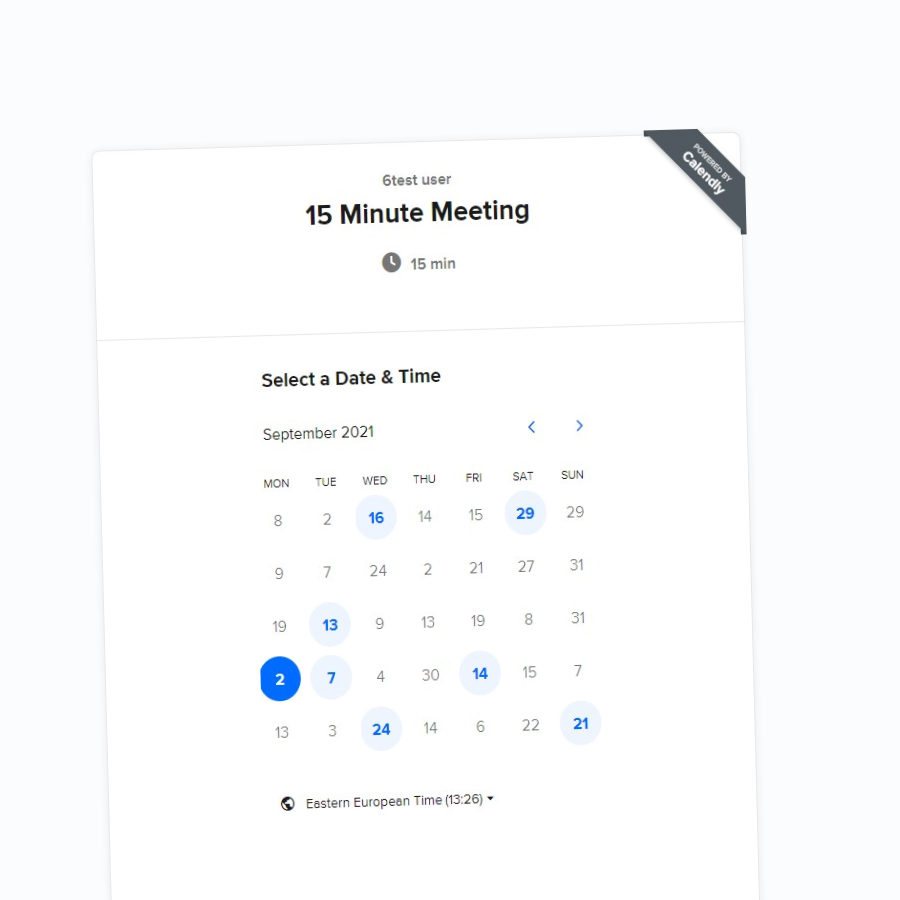 POWERED BY
Calendly
6test user
15 Minute Meeting
15 min
Select a Date & Time
September 2021
MON TUE WED THU FRI SAT SUN
8 2 16 14 15 29 29
9 7 24 2 21 27 31
19 13 9 13 19 8 31
2 7 4 30 14 15 7
13 3 24 14 6 22 21
Eastern European Time (13:26)